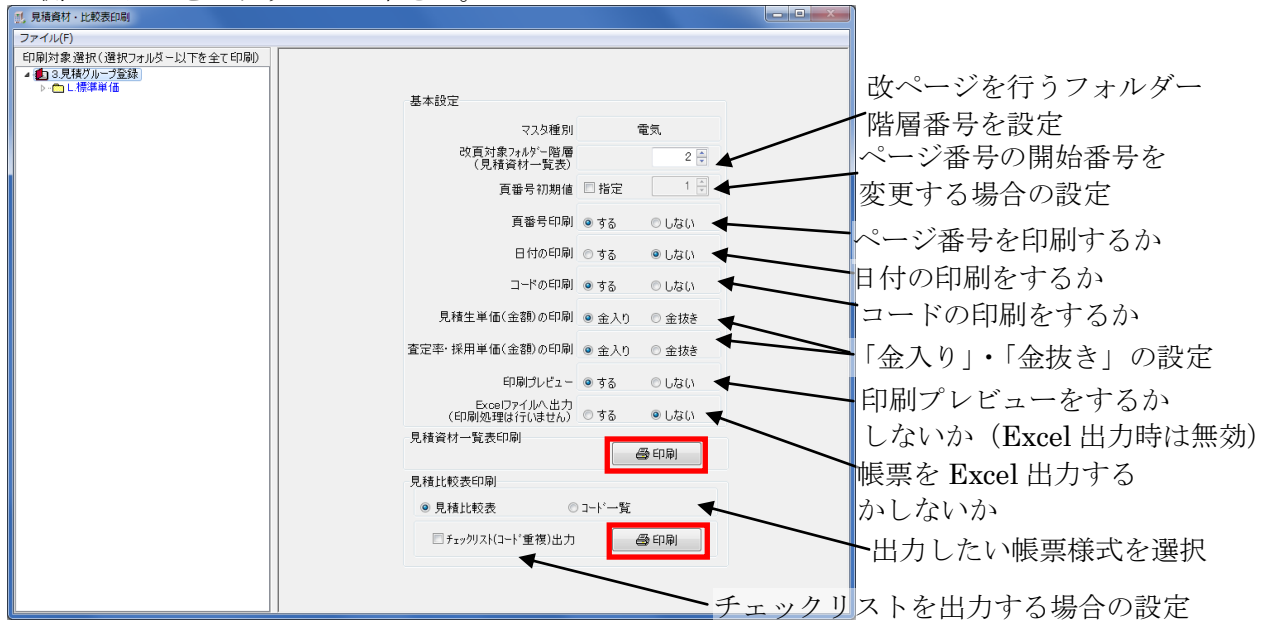 見積資材・比較表印刷
ファイル(F)
印刷対象選択(選択フォルダー以下を全て印刷)
3.見積グループ登録
L.標準単価
基本設定
マスタ種別 電気
改頁対象フォルダー階層
(見積資材一覧表) 2
頁番号初期値 指定 1
頁番号印刷 する しない
日付の印刷 する しない
コードの印刷 する しない
見積生単価(金額)の印刷 金入り 金抜き
査定率・採用単価(金額)の印刷 金入り 金抜き
印刷プレビュー する しない
Excelファイルへ出力
(印刷処理は行いません) する しない
見積資材一覧表印刷
印刷
見積比較表印刷
見積比較表 コード一覧
チェックリスト(コード重複)出力 印刷
改ページを行うフォルダー
階層番号を設定
ページ番号の開始番号を
変更する場合の設定
ページ番号を印刷するか
日付の印刷をするか
コードの印刷をするか
「金入り」・「金抜き」の設定
印刷プレビューをするか
しないか（Excel 出力時は無効）
帳票を Excel 出力する
かしないか
出力したい帳票様式を選択
チェックリストを出力する場合の設定